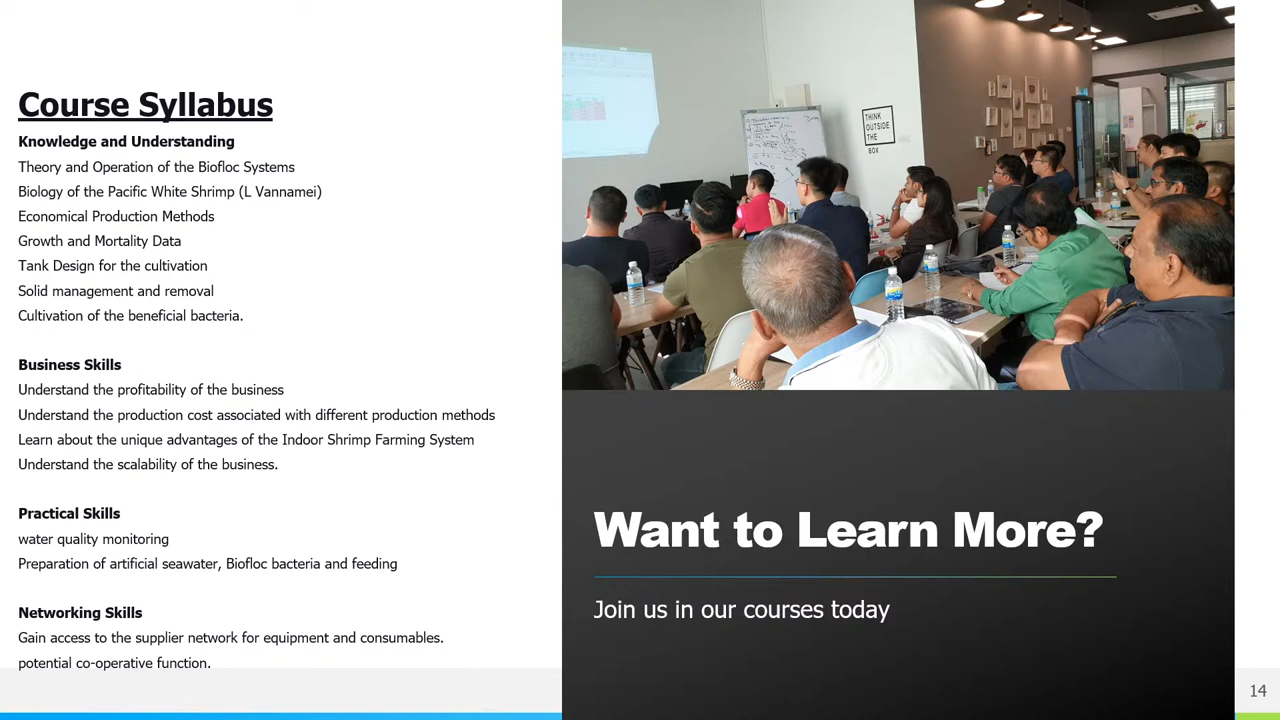 Course Syllabus
Knowledge and Understanding
Theory and Operation of the Biofloc Systems
Biology of the Pacific White Shrimp (L Vannamei)
Economical Production Methods
Growth and Mortality Data
Tank Design for the cultivation
Solid management and removal
Cultivation of the beneficial bacteria.
Business Skills
Understand the profitability of the business
Understand the production cost associated with different production methods
Learn about the unique advantages of the Indoor Shrimp Farming System
Understand the scalability of the business.
Practical Skills
water quality monitoring
Preparation of artificial seawater, Biofloc bacteria and feeding
Networking Skills
Gain access to the supplier network for equipment and consumables.
potential co-operative function.
THINK
OUTSIDE
THE
BOX
Want to Learn More?
Join us in our courses today
14